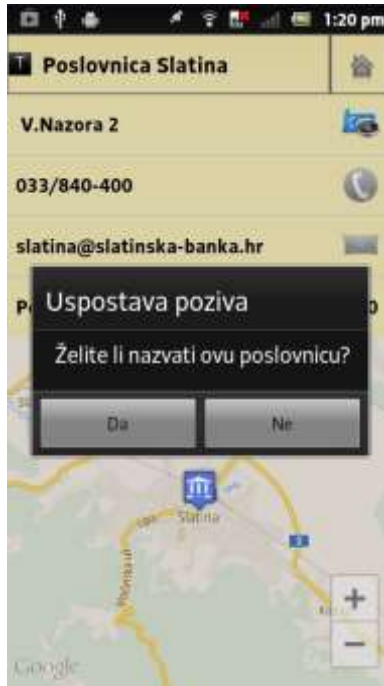 1:20 pm
T Poslovnica Slatina
V.Nazora 2
033/840-400
slatina@slatinska-banka.hr
Uspostava poziva
Želite li nazvati ovu poslovnicu?
Da
Ne
Slatina
2
+
−
Google